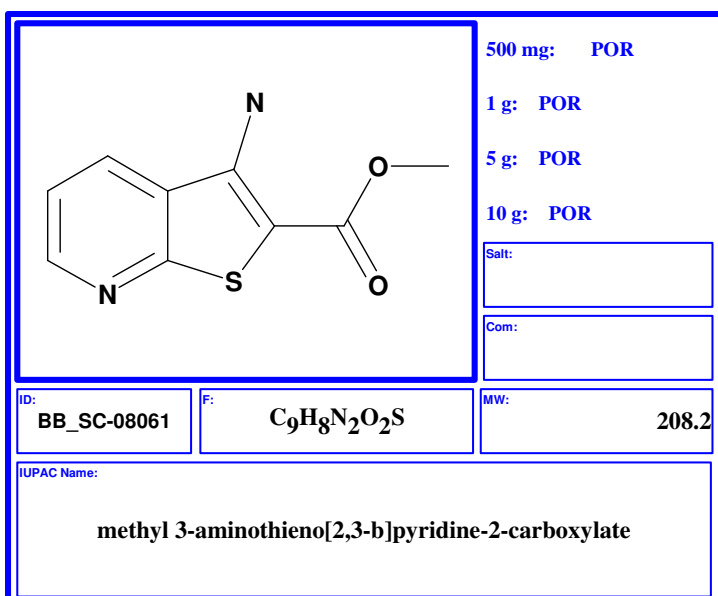 500 mg: POR
1 g: POR
5 g: POR
10 g: POR
N
O
O
S
N
Salt:
Com:
ID:
BB_SC-08061
F:
C9H8N2O2S
MW:
208.2
IUPAC Name:
methyl 3-aminothieno[2,3-b]pyridine-2-carboxylate